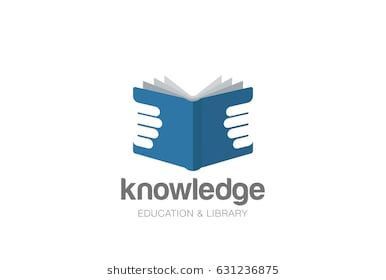 knowledge
EDUCATION & LIBRARY
shutterstock.com · 631236875